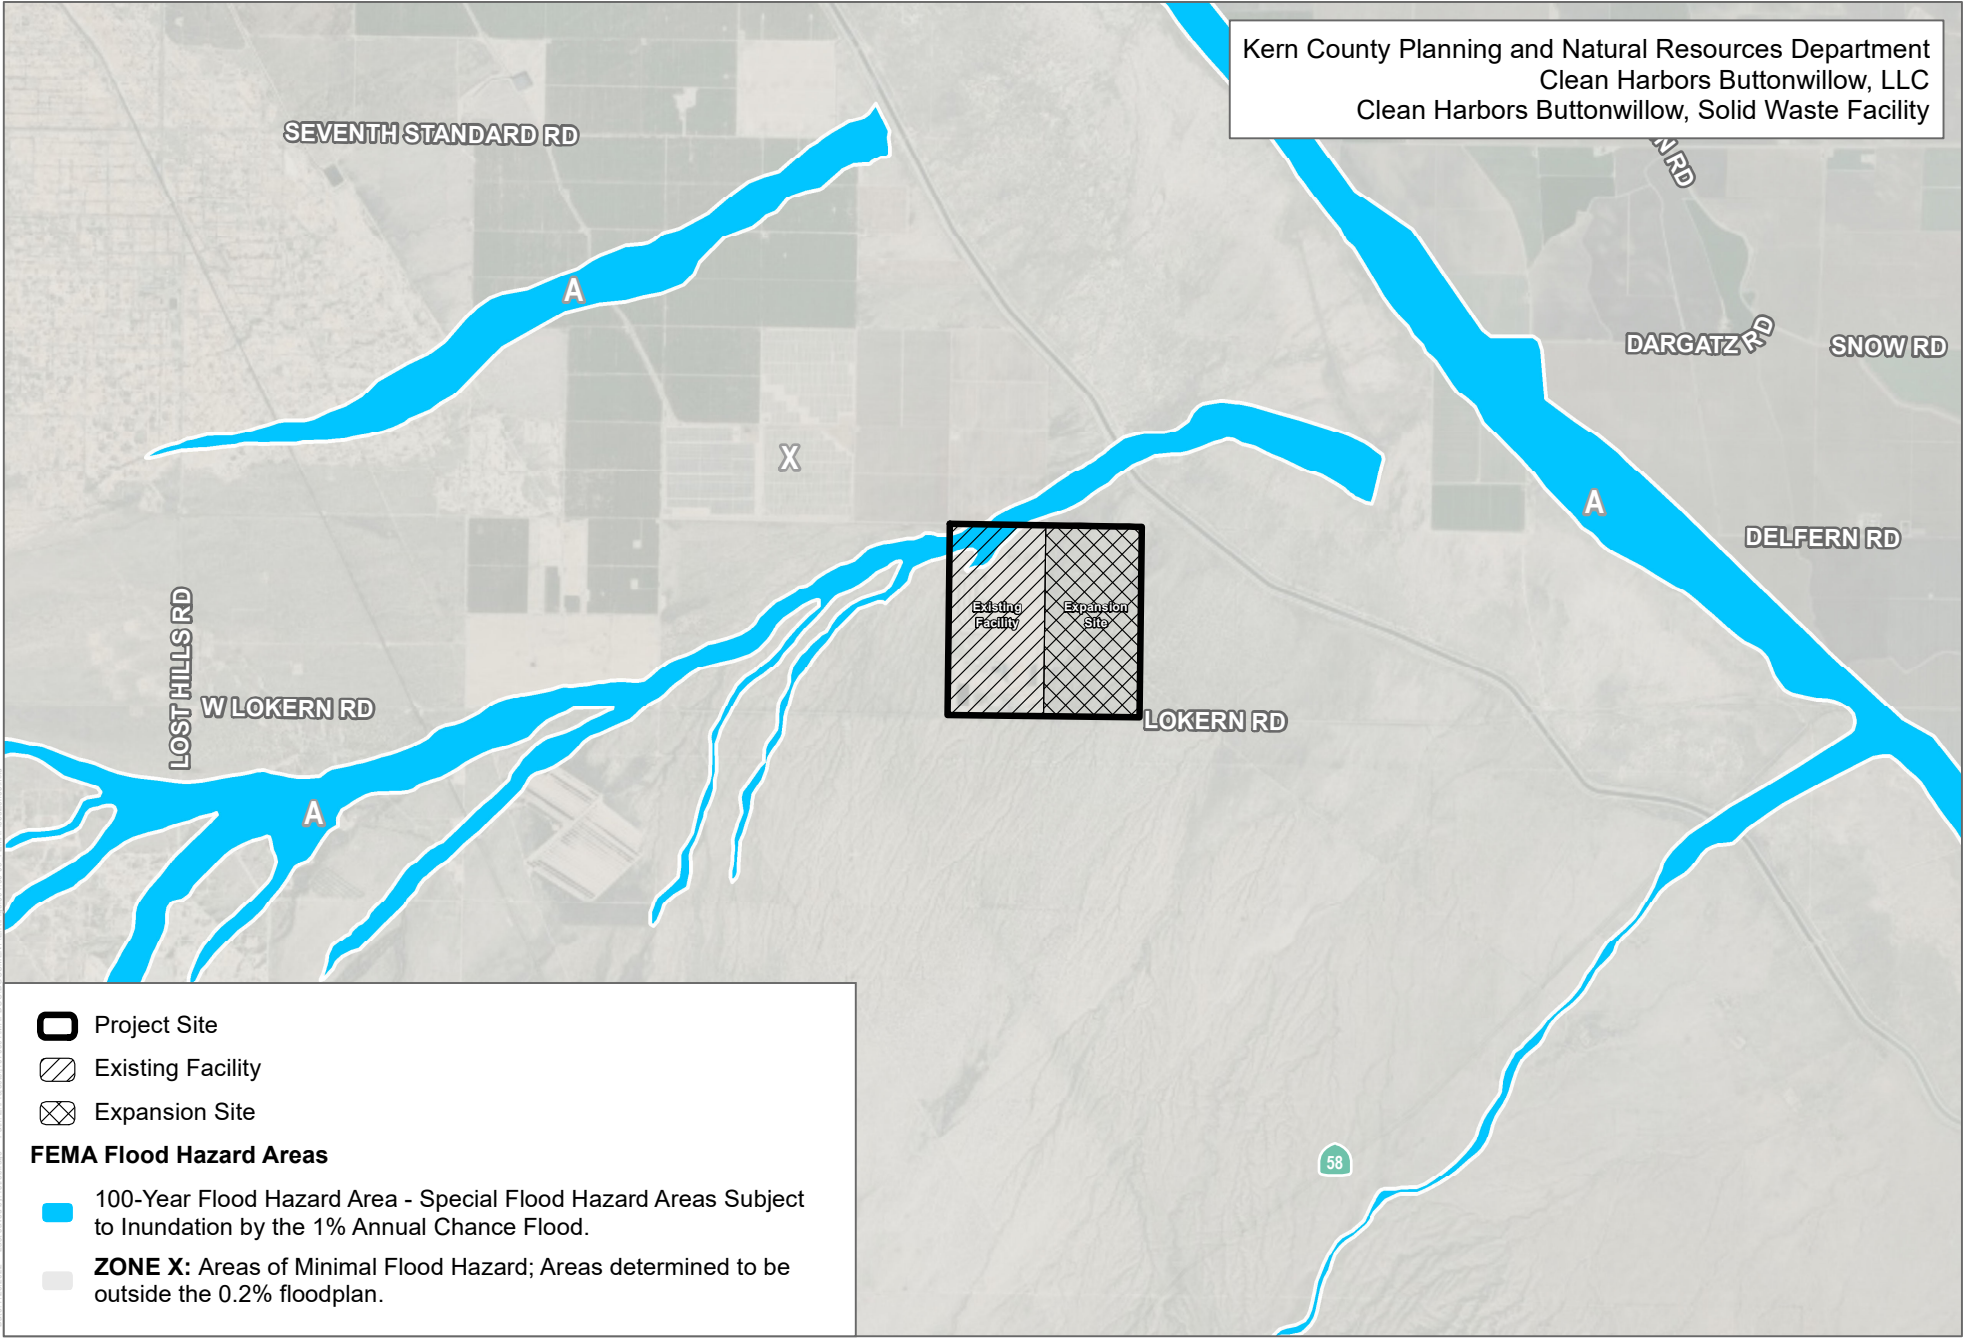 Kern County Planning and Natural Resources Department
Clean Harbors Buttonwillow, LLC
Clean Harbors Buttonwillow, Solid Waste Facility
SEVENTH STANDARD RD
N RD
A
DARGATZ RD
SNOW RD
X
A
DELFERN RD
Existing
Facility
Expansion
Site
LOST HILLS RD
W LOKERN RD
LOKERN RD
A
58
Project Site
Existing Facility
Expansion Site
FEMA Flood Hazard Areas
100-Year Flood Hazard Area - Special Flood Hazard Areas Subject
to Inundation by the 1% Annual Chance Flood.
ZONE X: Areas of Minimal Flood Hazard; Areas determined to be
outside the 0.2% floodplan.